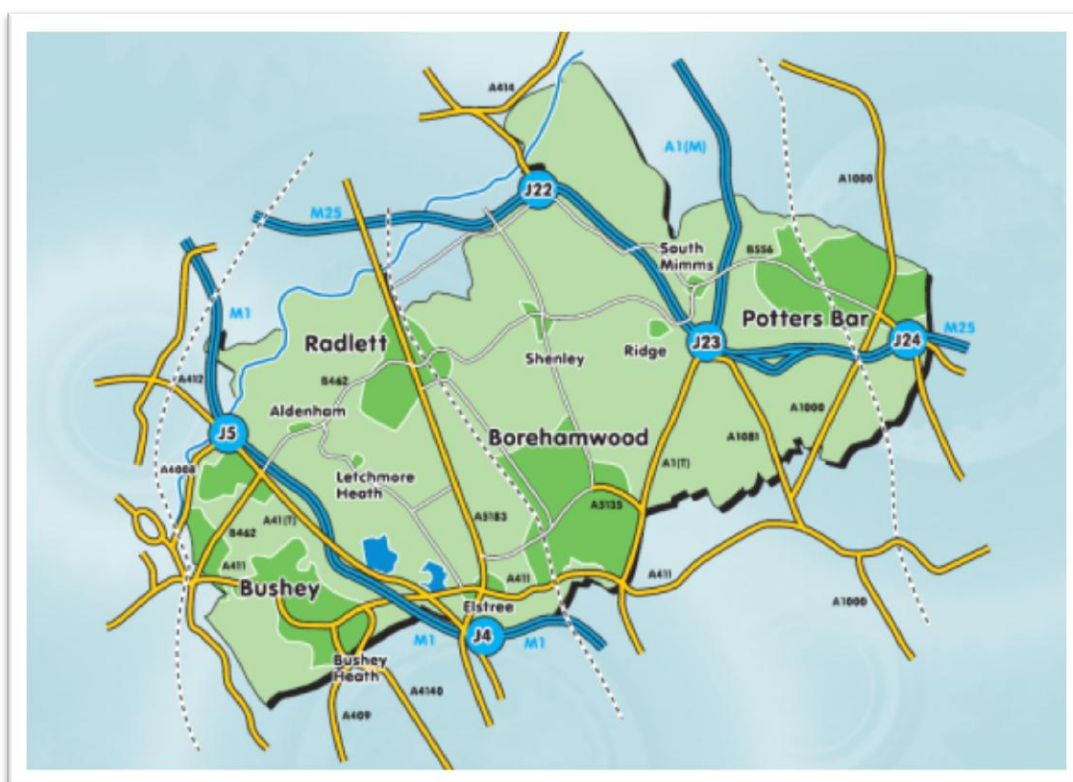 A414
A1(M)
A1000
J22
M25
South
Mimms
B556
M1
Potters Bar
Radlett
M25
J23
J24
Shenley
Ridge
A412
B462
Aldenham
A1000
J5
Borehamwood
A1081
A1(T)
A4008
Letchmore
Heath
A41(T)
A5183
A5135
B462
A411
Bushey
A411
A411
A1000
Elstree
M1
J4
M1
Bushey
Heath
A4140
A409